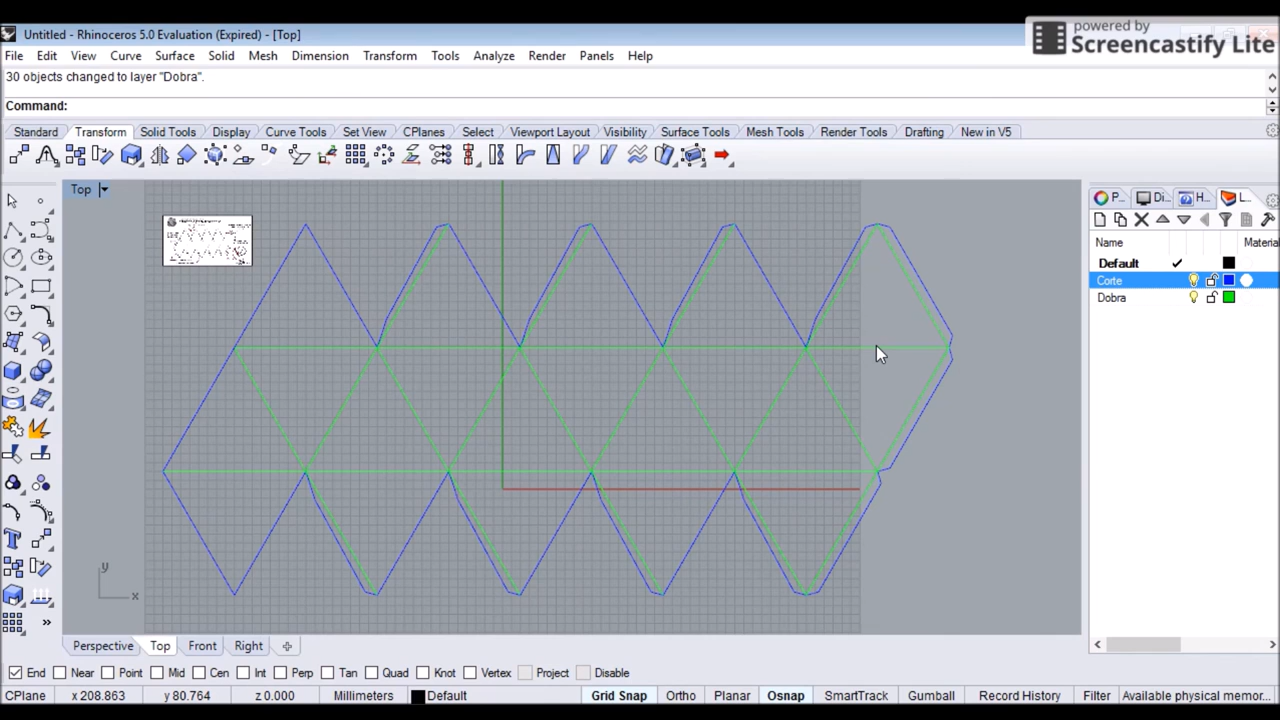 Untitled - Rhinoceros 5.0 Evaluation (Expired) - [Top]
powered by
Screencastify Lite
File Edit View Curve Surface Solid Mesh Dimension Transform Tools Analyze Render Panels Help
30 objects changed to layer "Dobra".
Command:
Standard Transform Solid Tools Display Curve Tools Set View CPlanes Select Viewport Layout Visibility Surface Tools Mesh Tools Render Tools Drafting New in V5
Top
P... Di... H... L...
Name Material
Default
Corte
Dobra
y
x
Perspective Top Front Right
End Near Point Mid Cen Int Perp Tan Quad Knot Vertex Project Disable
CPlane x 208.863 y 80.764 z 0.000 Millimeters Default Grid Snap Ortho Planar Osnap SmartTrack Gumball Record History Filter Available physical memor...